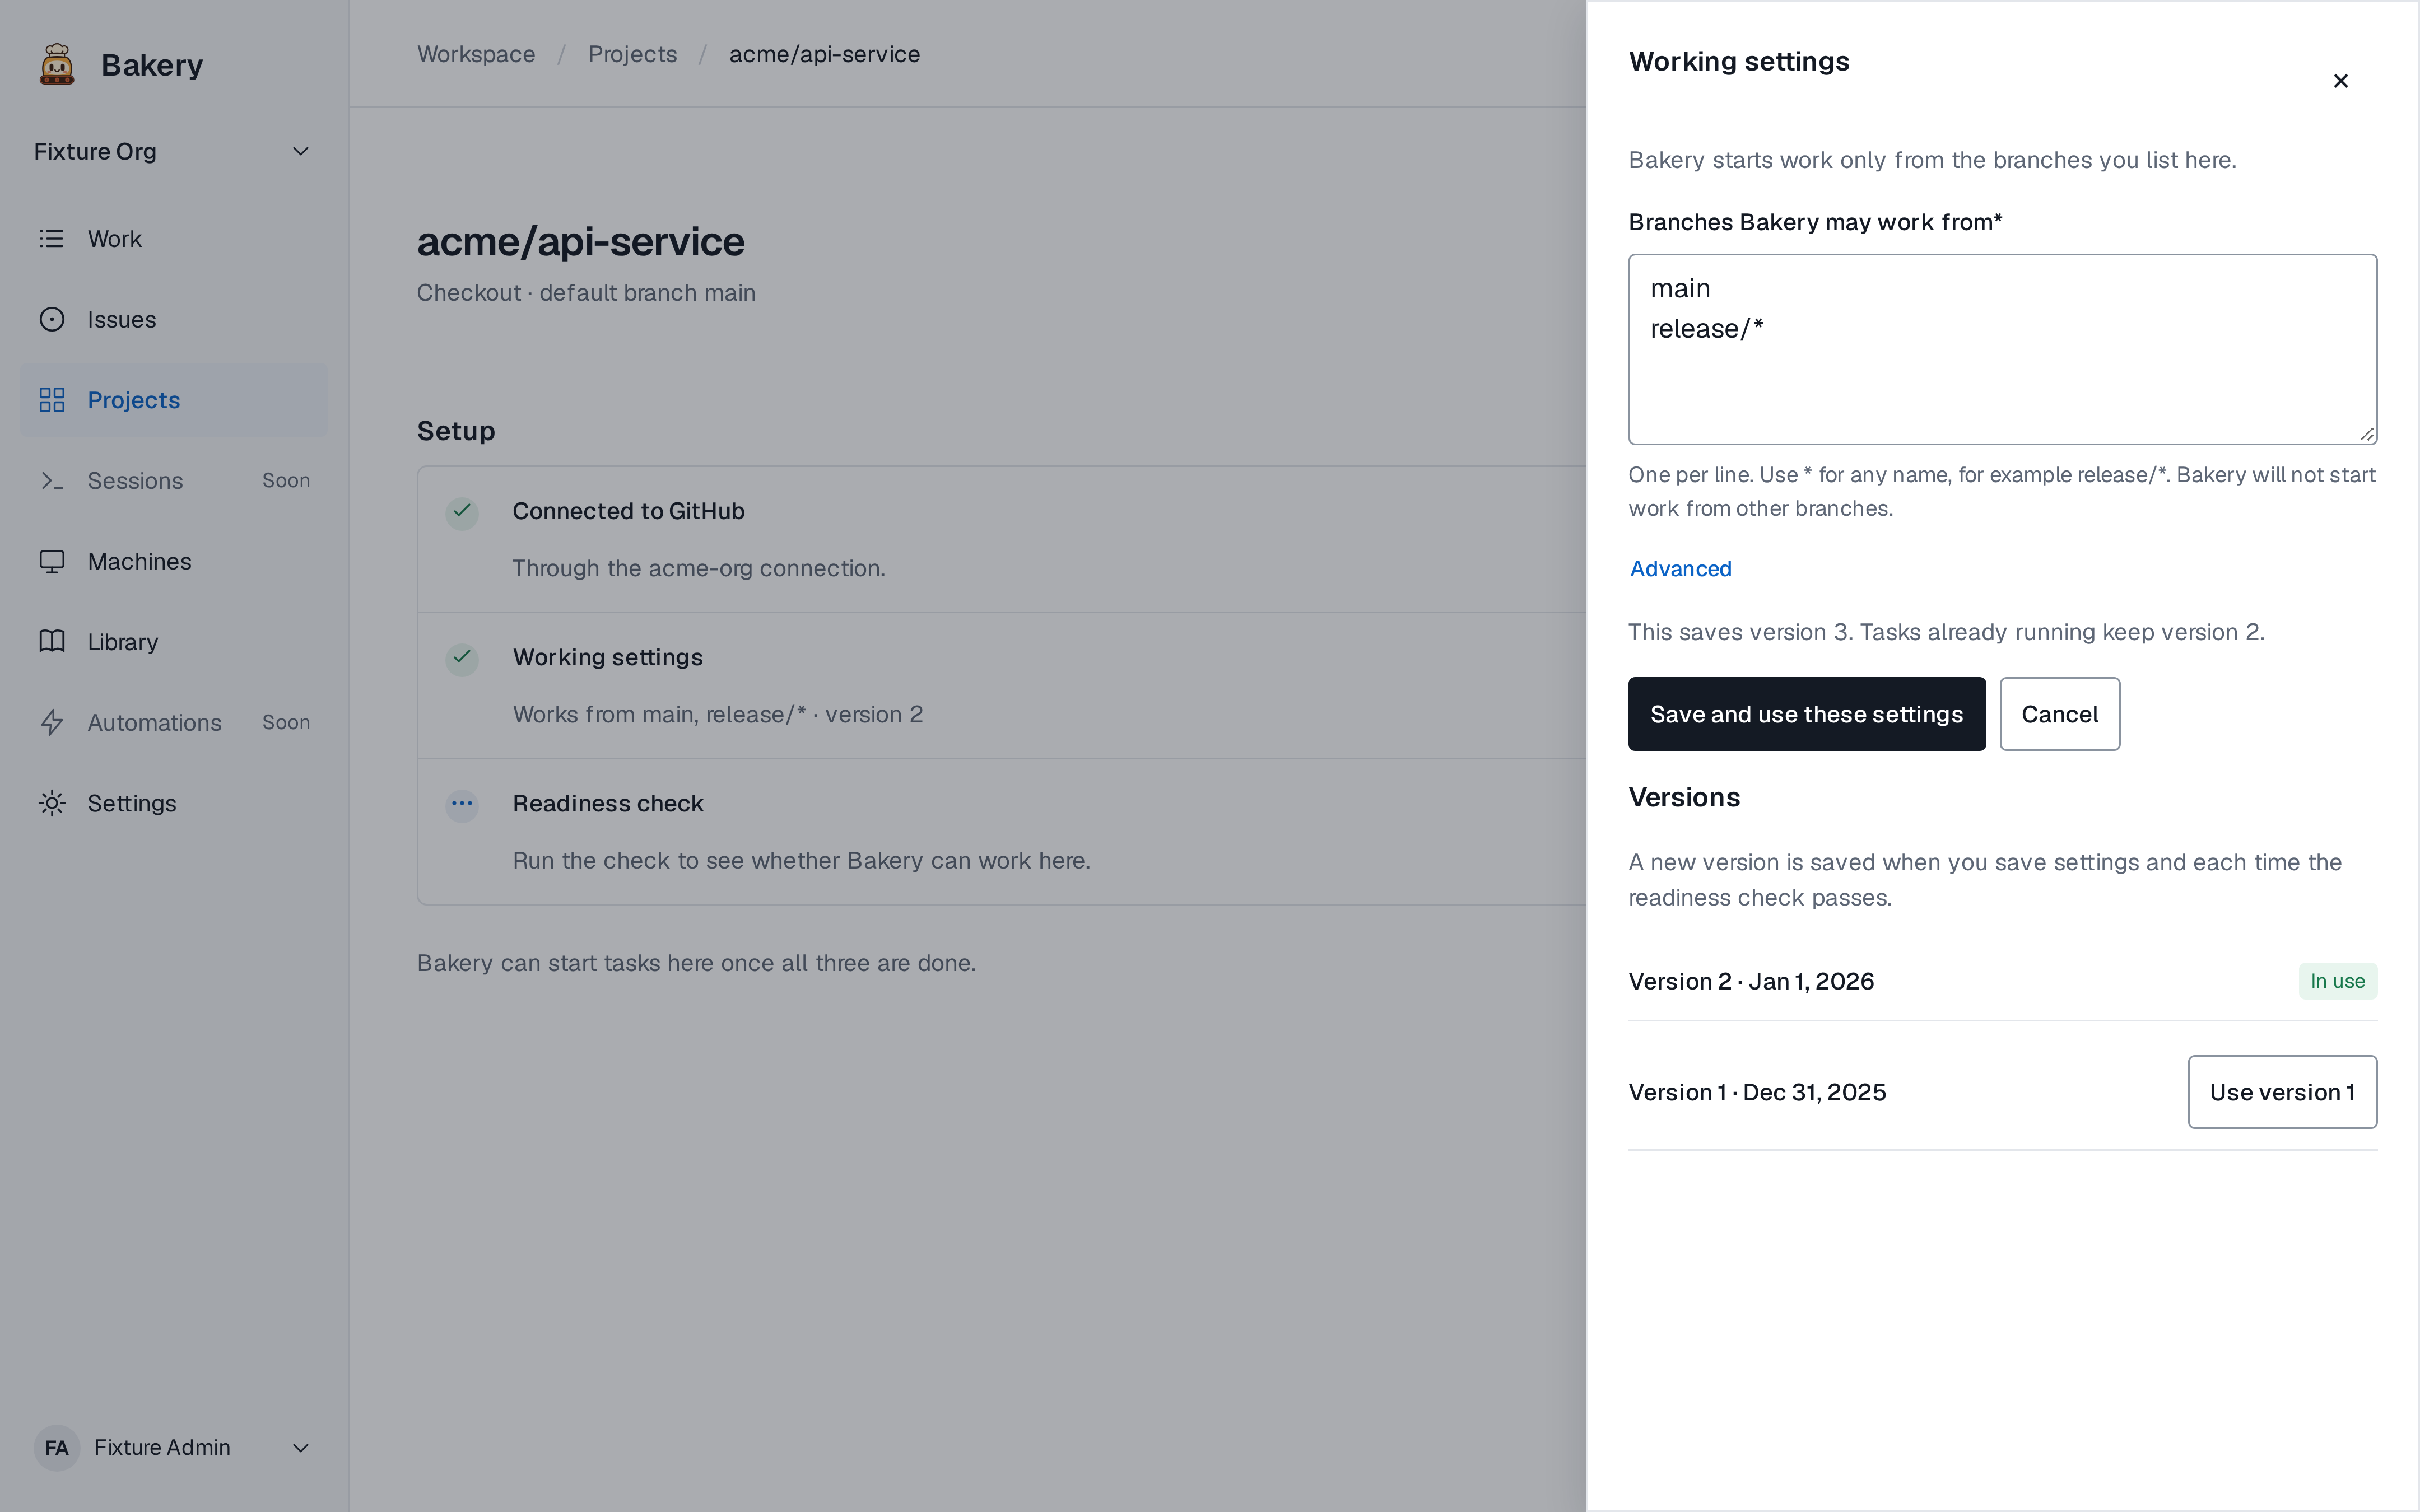 Bakery
Fixture Org
Work
Issues
Projects
Sessions Soon
Machines
Library
Automations Soon
Settings
FA Fixture Admin
Workspace / Projects / acme/api-service
acme/api-service
Checkout · default branch main
Setup
Connected to GitHub
Through the acme-org connection.
Working settings
Works from main, release/* · version 2
Readiness check
Run the check to see whether Bakery can work here.
Bakery can start tasks here once all three are done.
Working settings
Bakery starts work only from the branches you list here.
Branches Bakery may work from*
main
release/*
One per line. Use * for any name, for example release/*. Bakery will not start
work from other branches.
Advanced
This saves version 3. Tasks already running keep version 2.
Save and use these settings Cancel
Versions
A new version is saved when you save settings and each time the
readiness check passes.
Version 2 · Jan 1, 2026 In use
Version 1 · Dec 31, 2025 Use version 1